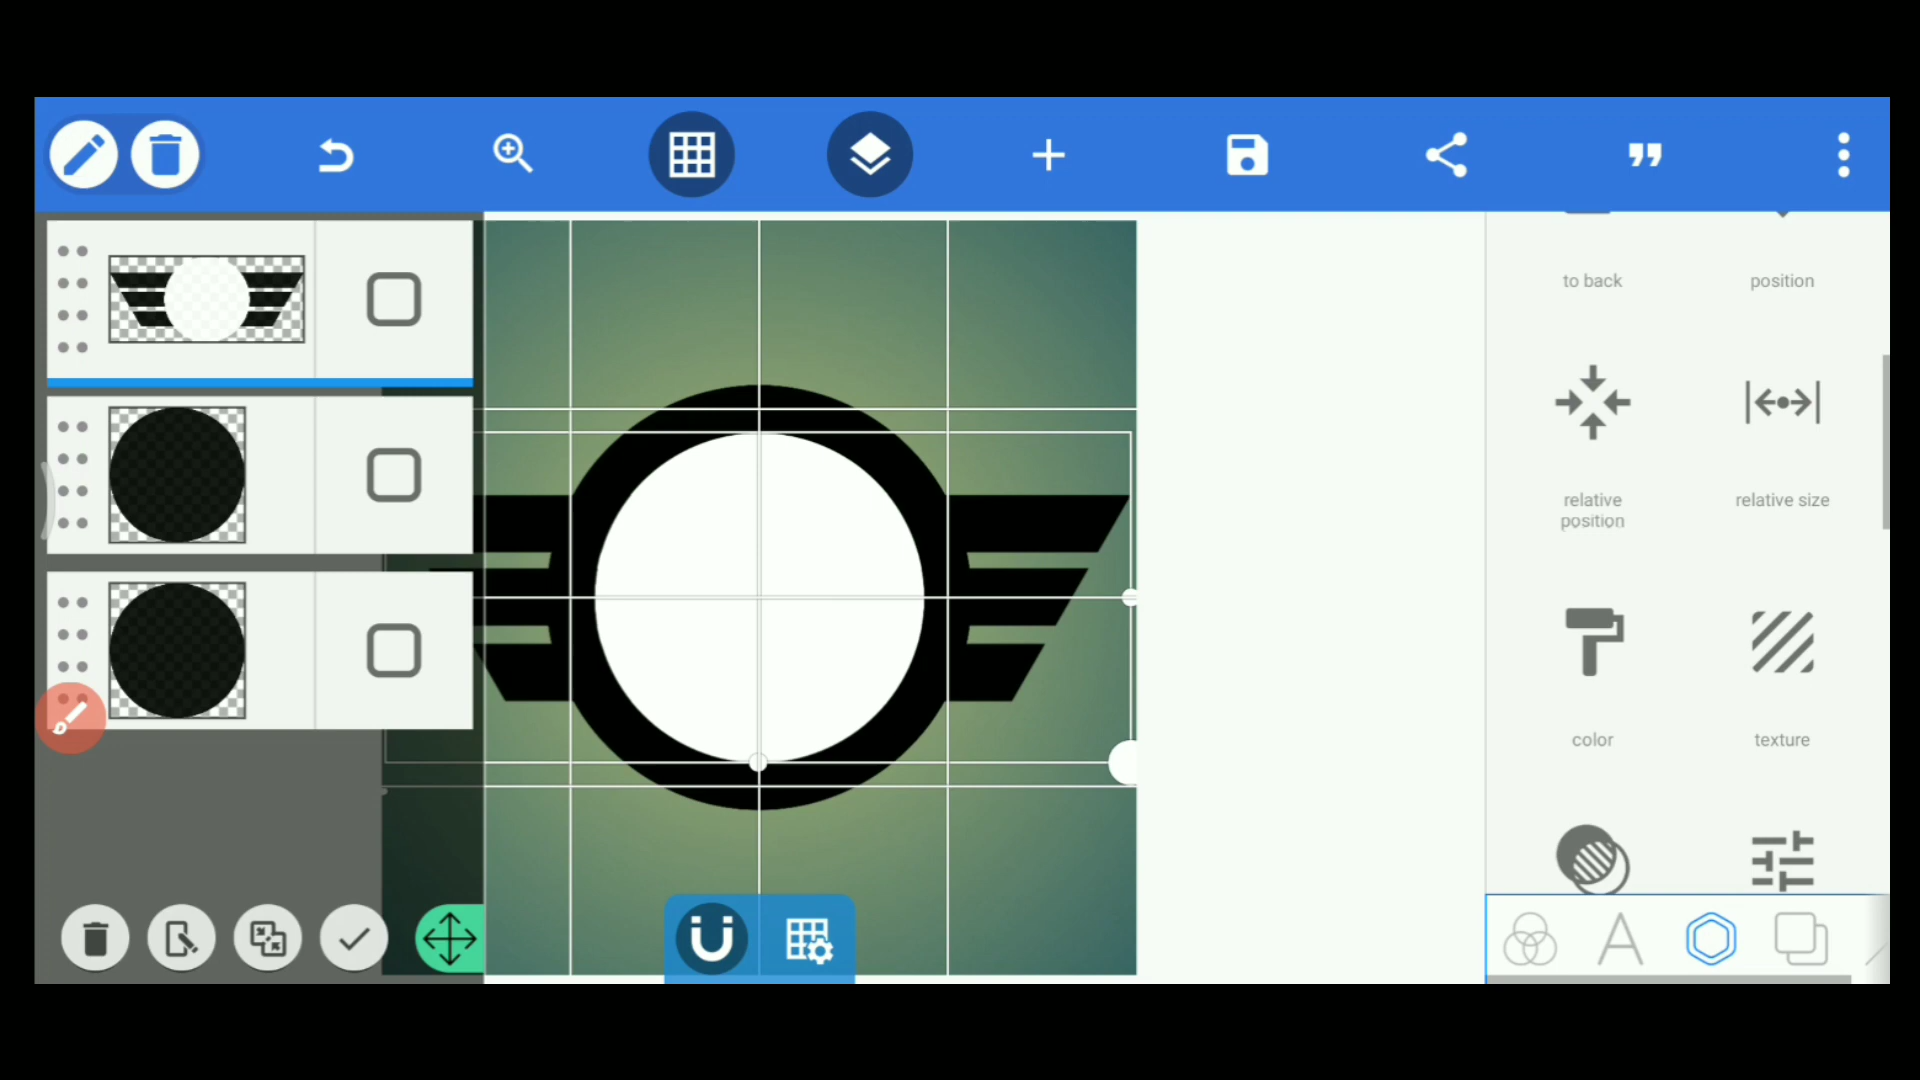 to back
position
relative
position
relative size
color
texture